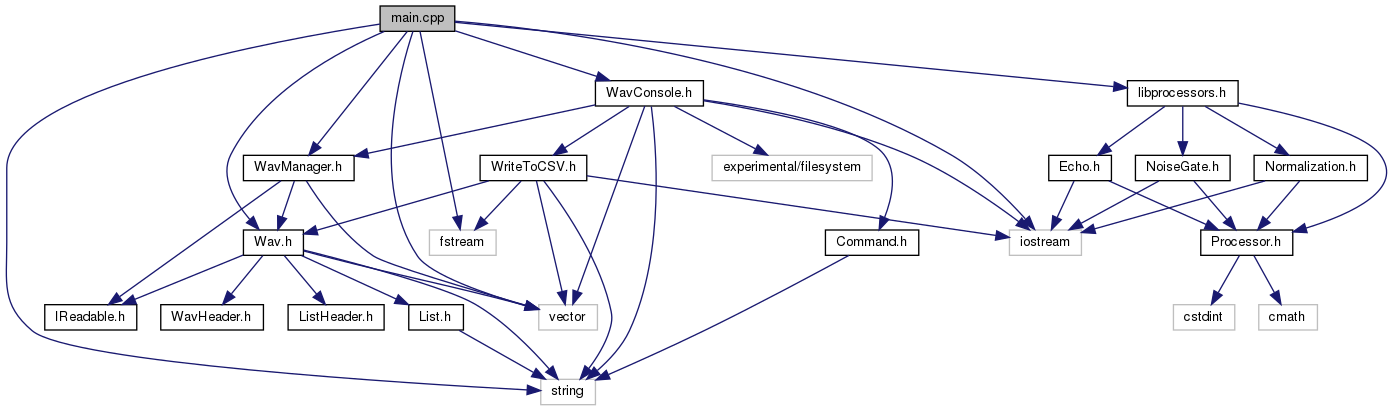 main.cpp
WavConsole.h
libprocessors.h
WavManager.h
WriteToCSV.h
experimental/filesystem
Echo.h
NoiseGate.h
Normalization.h
Wav.h
fstream
Command.h
iostream
Processor.h
IReadable.h
WavHeader.h
ListHeader.h
List.h
vector
cstdint
cmath
string